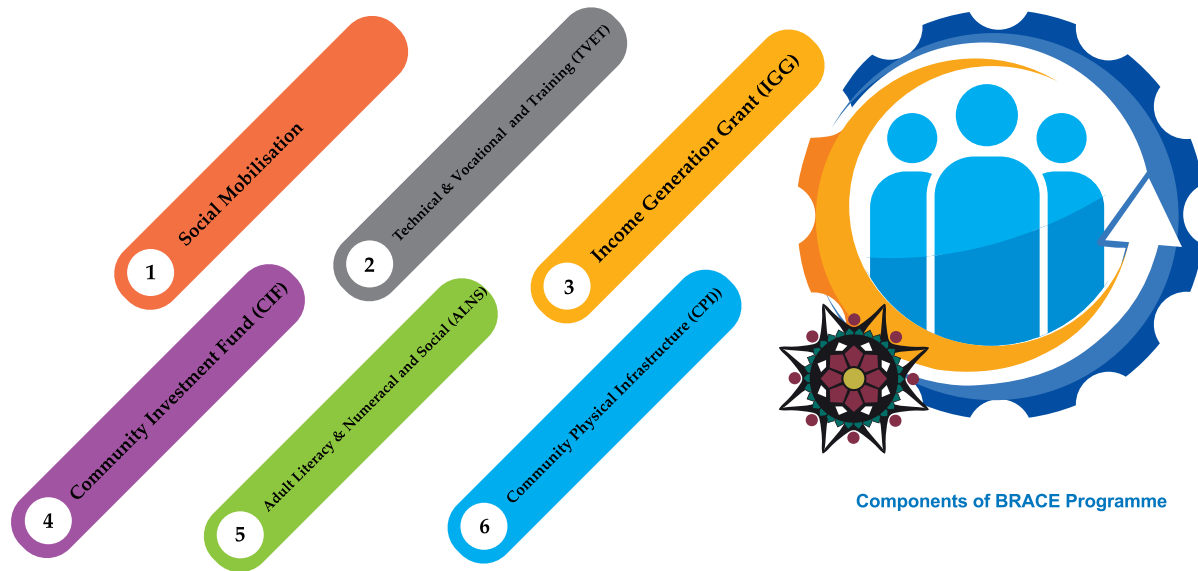 1
Social Mobilisation
2
Technical & Vocational and Training (TVET)
3
Income Generation Grant (IGG)
4
Community Investment Fund (CIF)
5
Adult Literacy & Numeracal and Social (ALNS)
6
Community Physical Infrastructure (CPI))
Components of BRACE Programme